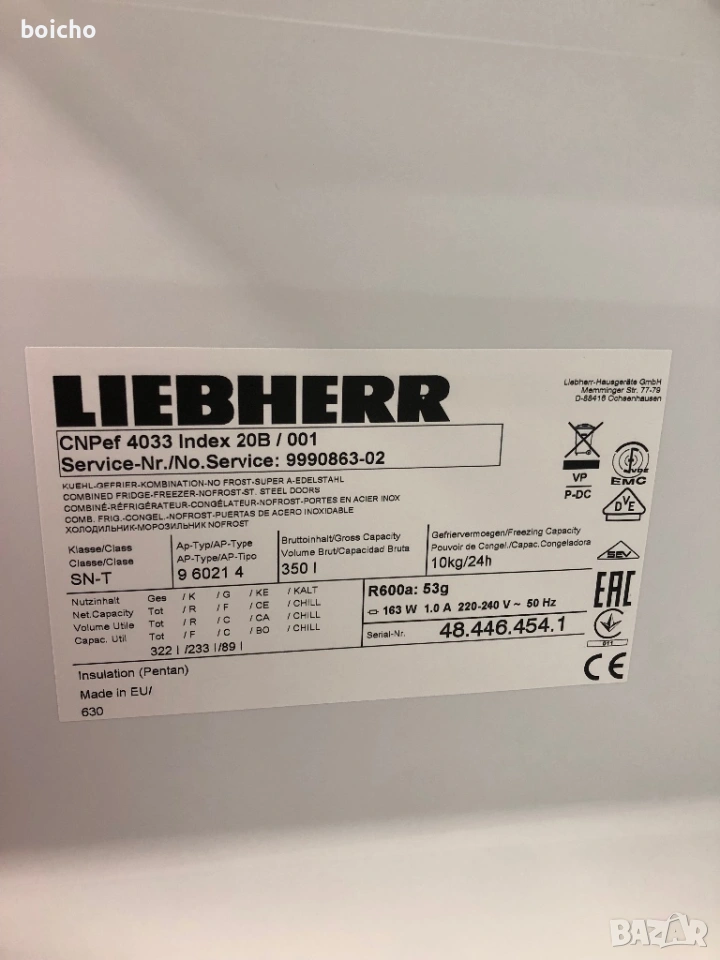 boicho
LIEBHERR
Liebherr-Hausgeräte GmbH
Memminger Str. 77-79
D-88416 Ochsenhausen
CNPef 4033 Index 20B / 001
Service-Nr./No.Service: 9990863-02
KUEHL-GEFRIER-KOMBINATION-NO FROST-SUPER A-EDELSTAHL
COMBINED FRIDGE-FREEZER-NOFROST-ST. STEEL DOORS
COMBINÉ-RÉFRIGÉRATEUR-CONGÉLATEUR-NOFROST-PORTES EN ACIER INOX
COMB. FRIG.-CONGEL.-NOFROST-PUERTAS DE ACERO INOXIDABLE
ХОЛОДИЛЬНИК-МОРОЗИЛЬНИК NOFROST
VP
P-DC
EMC
DVE
SEV
EAC
011
CE
Klasse/Class
Classe/Clase
SN-T
Ap-Typ/AP-Type
AP-Type/AP-Tipo
9 6021 4
Bruttoinhalt/Gross Capacity
Volume Brut/Capacidad Bruta
350 l
Gefriervermoegen/Freezing Capacity
Pouvoir de Congel./Capac.Congeladora
10kg/24h
Nutzinhalt Ges / K / G / KE / KALT
Net.Capacity Tot / R / F / CE / CHILL
Volume Utile Tot / R / C / CA / CHILL
Capac. Util Tot / F / C / BO / CHILL
322 l /233 l/89 l
R600a: 53g
163 W 1.0 A 220-240 V ~ 50 Hz
Serial-Nr. 48.446.454.1
Insulation (Pentan)
Made in EU/
630
BAZAR